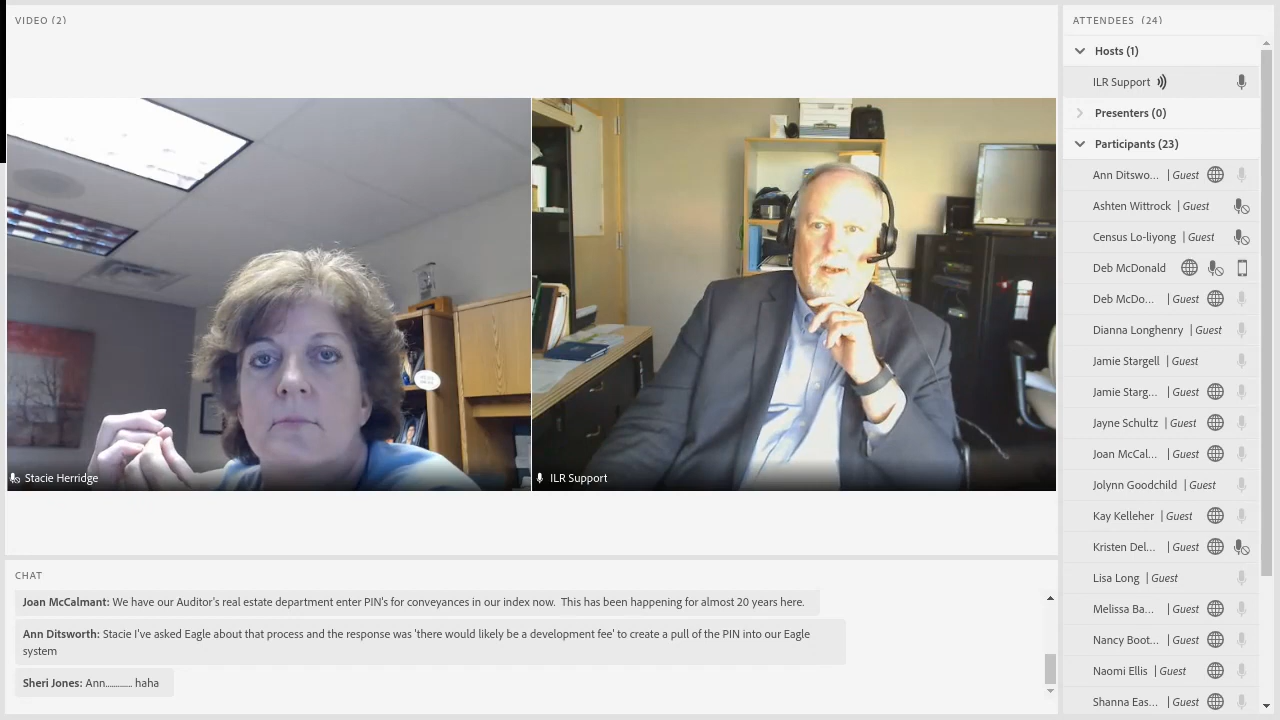 VIDEO (2)
Stacie Herridge
ILR Support
CHAT
Joan McCalmant: We have our Auditor's real estate department enter PIN's for conveyances in our index now. This has been happening for almost 20 years here.
Ann Ditsworth: Stacie I've asked Eagle about that process and the response was 'there would likely be a development fee' to create a pull of the PIN into our Eagle
system
Sheri Jones: Ann............. haha
ATTENDEES (24)
Hosts (1)
ILR Support
Presenters (0)
Participants (23)
Ann Ditswo... | Guest
Ashten Wittrock | Guest
Census Lo-liyong | Guest
Deb McDonald
Deb McDo... | Guest
Dianna Longhenry | Guest
Jamie Stargell | Guest
Jamie Starg... | Guest
Jayne Schultz | Guest
Joan McCal... | Guest
Jolynn Goodchild | Guest
Kay Kelleher | Guest
Kristen Del... | Guest
Lisa Long | Guest
Melissa Ba... | Guest
Nancy Boot... | Guest
Naomi Ellis | Guest
Shanna Eas... | Guest